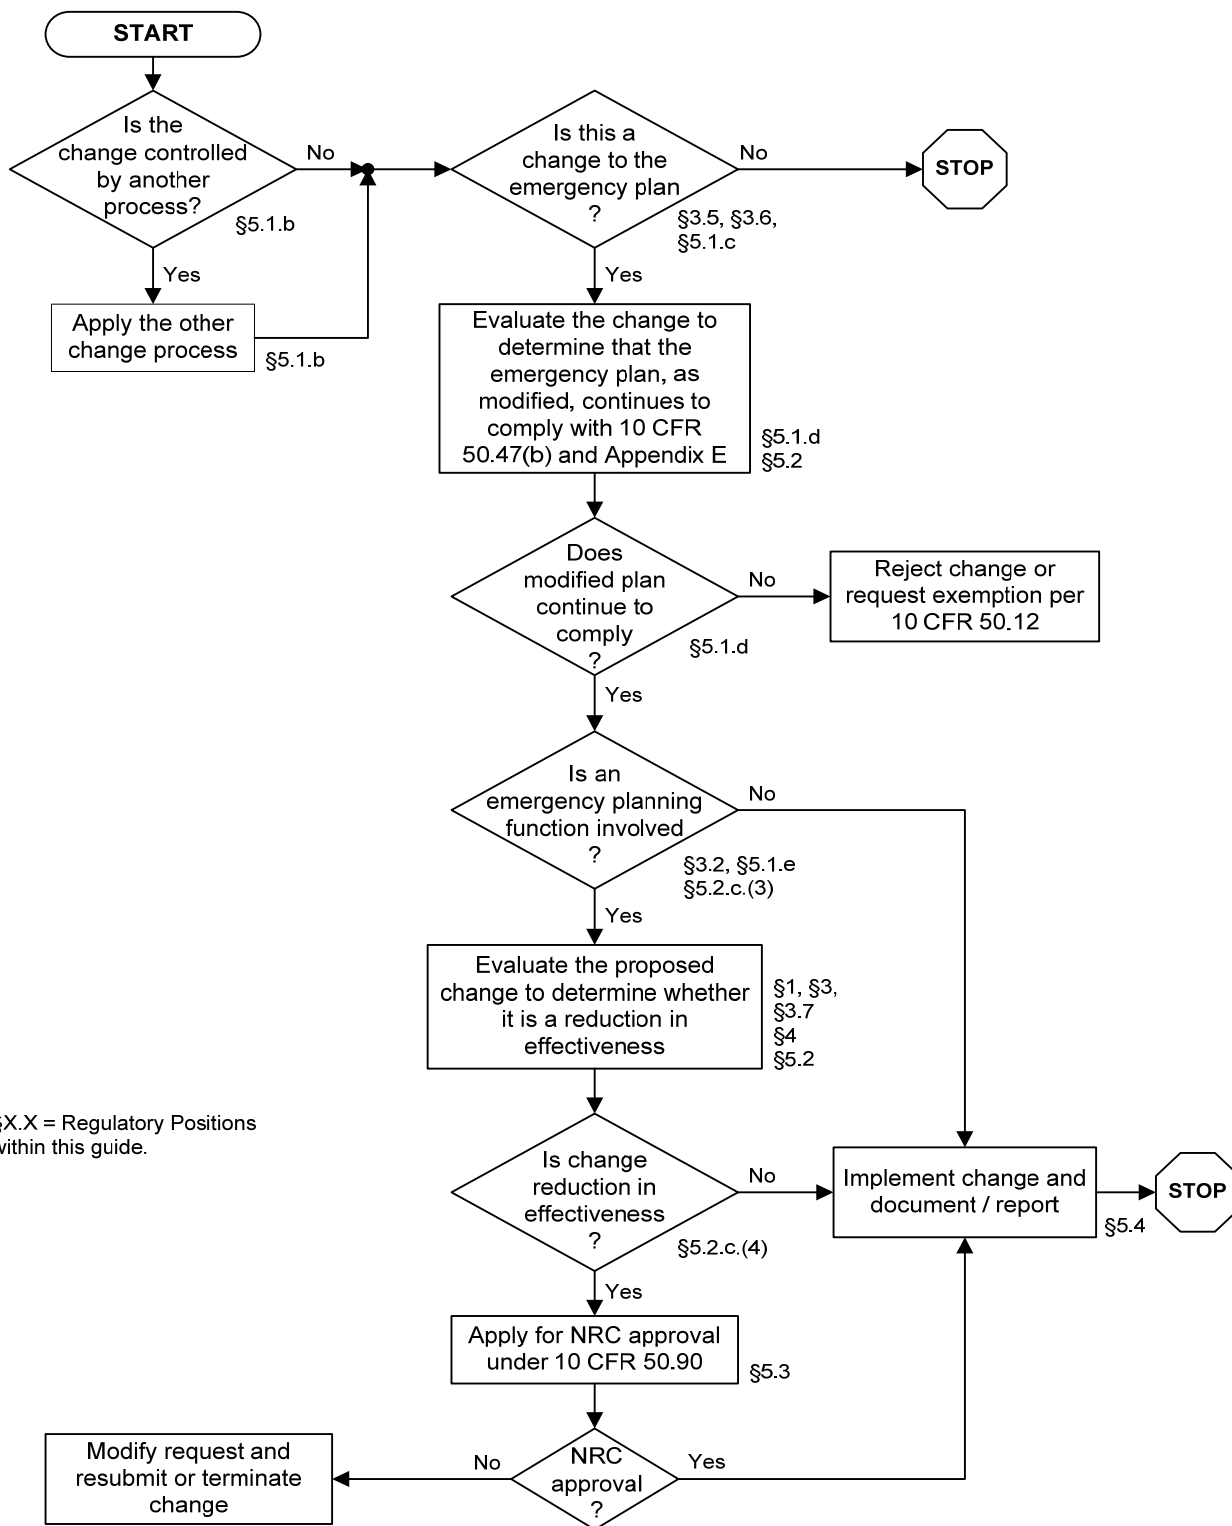 START
Is the
change controlled
by another
process?
No
§5.1.b
Yes
Apply the other
change process
§5.1.b
Is this a
change to the
emergency plan
?
No
STOP
§3.5, §3.6,
§5.1.c
Yes
Evaluate the change to
determine that the
emergency plan, as
modified, continues to
comply with 10 CFR
50.47(b) and Appendix E
§5.1.d
§5.2
Does
modified plan
continue to
comply
?
No
§5.1.d
Reject change or
request exemption per
10 CFR 50.12
Yes
Is an
emergency planning
function involved
?
No
§3.2, §5.1.e
§5.2.c.(3)
Yes
Evaluate the proposed
change to determine whether
it is a reduction in
effectiveness
§1, §3,
§3.7
§4
§5.2
§X.X = Regulatory Positions
within this guide.
Is change
reduction in
effectiveness
?
No
§5.2.c.(4)
Implement change and
document / report
§5.4
STOP
Yes
Apply for NRC approval
under 10 CFR 50.90
§5.3
NRC
approval
?
No
Yes
Modify request and
resubmit or terminate
change